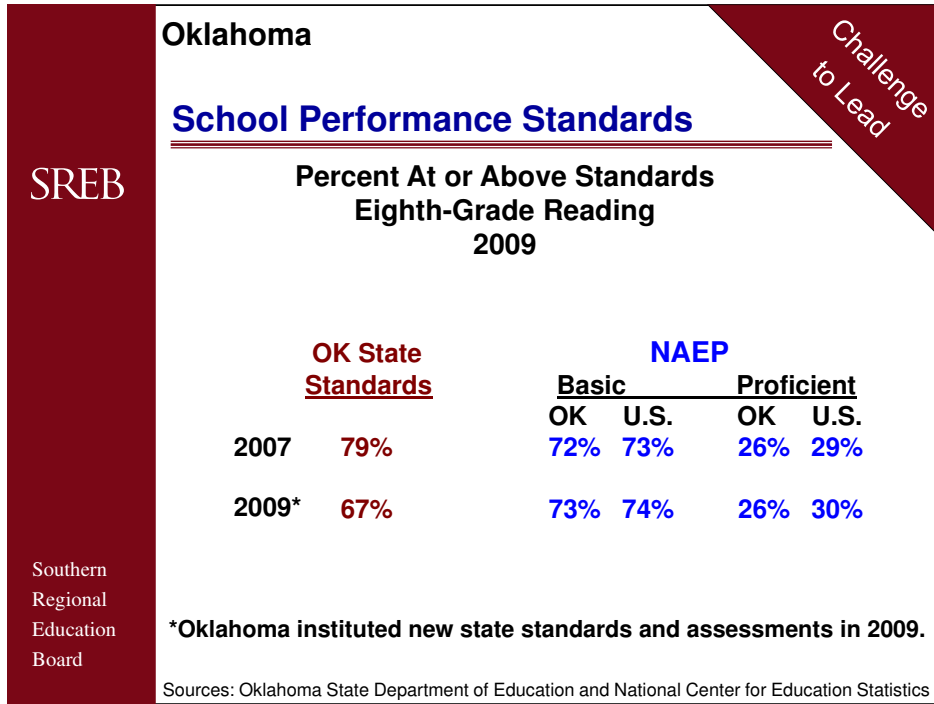 Oklahoma
Challenge
to Lead
School Performance Standards
SREB
Percent At or Above Standards
Eighth-Grade Reading
2009
OK State NAEP
Standards Basic Proficient
OK U.S. OK U.S.
2007 79% 72% 73% 26% 29%
2009* 67% 73% 74% 26% 30%
Southern
Regional
Education
Board
*Oklahoma instituted new state standards and assessments in 2009.
Sources: Oklahoma State Department of Education and National Center for Education Statistics